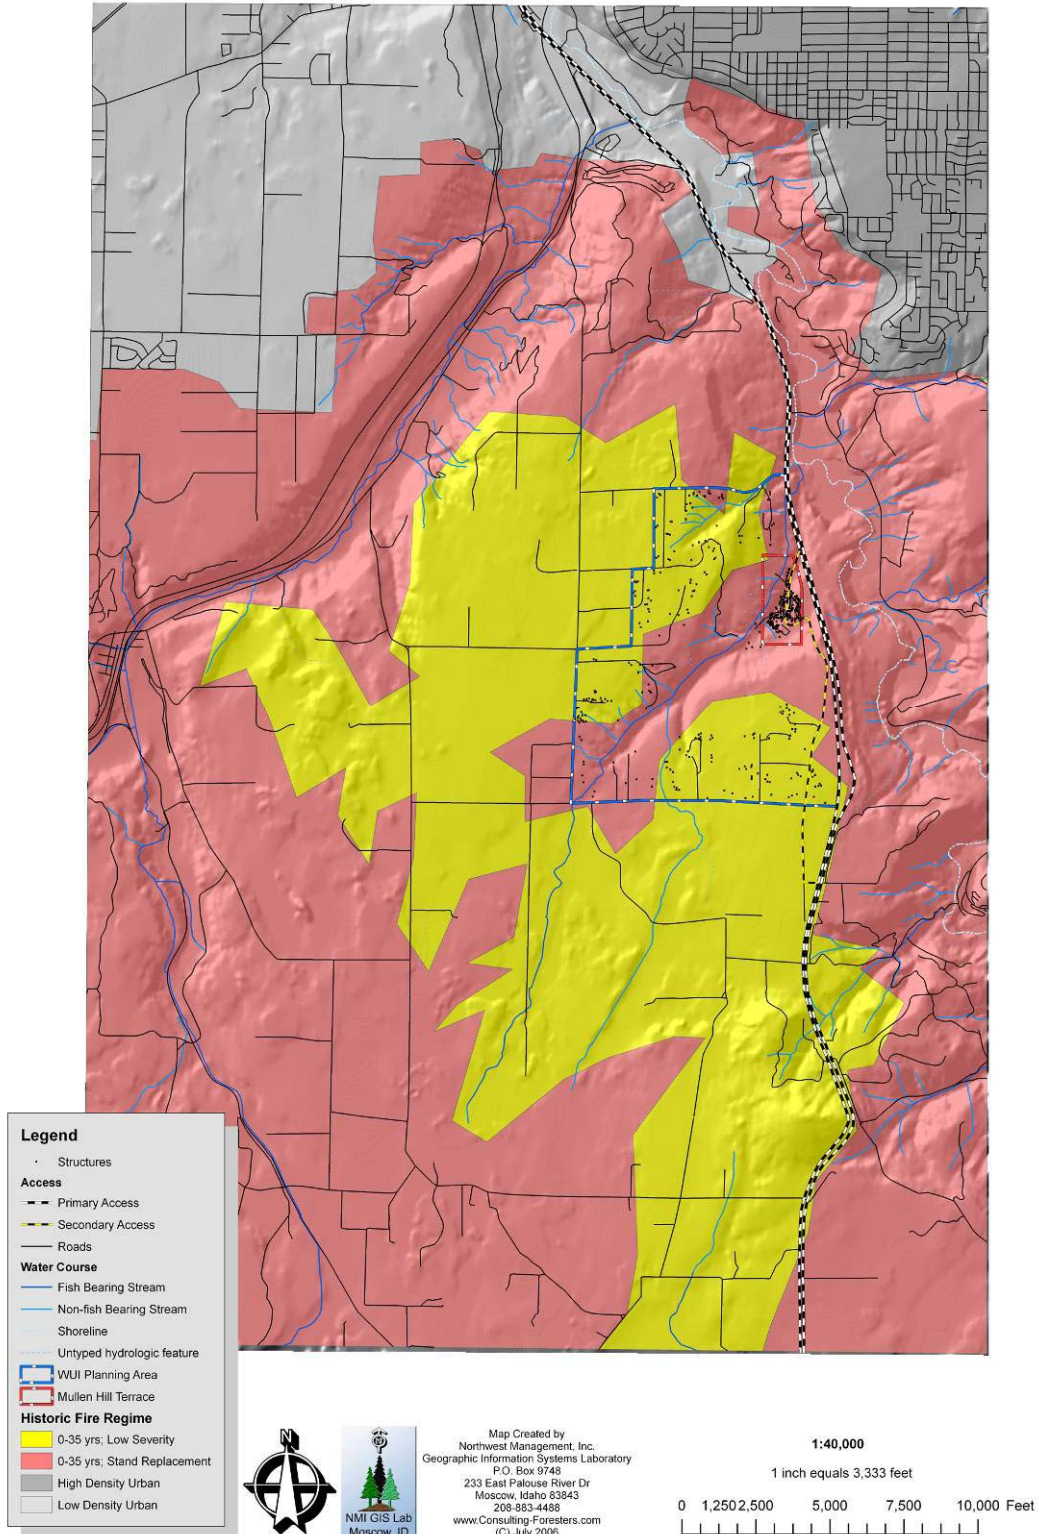 Legend
Structures
Access
Primary Access
Secondary Access
Roads
Water Course
Fish Bearing Stream
Non-fish Bearing Stream
Shoreline
Untyped hydrologic feature
WUI Planning Area
Mullen Hill Terrace
Historic Fire Regime
0-35 yrs; Low Severity
0-35 yrs; Stand Replacement
High Density Urban
Low Density Urban
N
NMI GIS Lab
Moscow, ID
Map Created by
Northwest Management, Inc.
Geographic Information Systems Laboratory
P.O. Box 9748
233 East Palouse River Dr
Moscow, Idaho 83843
208-883-4488
www.Consulting-Foresters.com
(C) July 2006
1:40,000
1 inch equals 3,333 feet
0 1,250 2,500 5,000 7,500 10,000 Feet